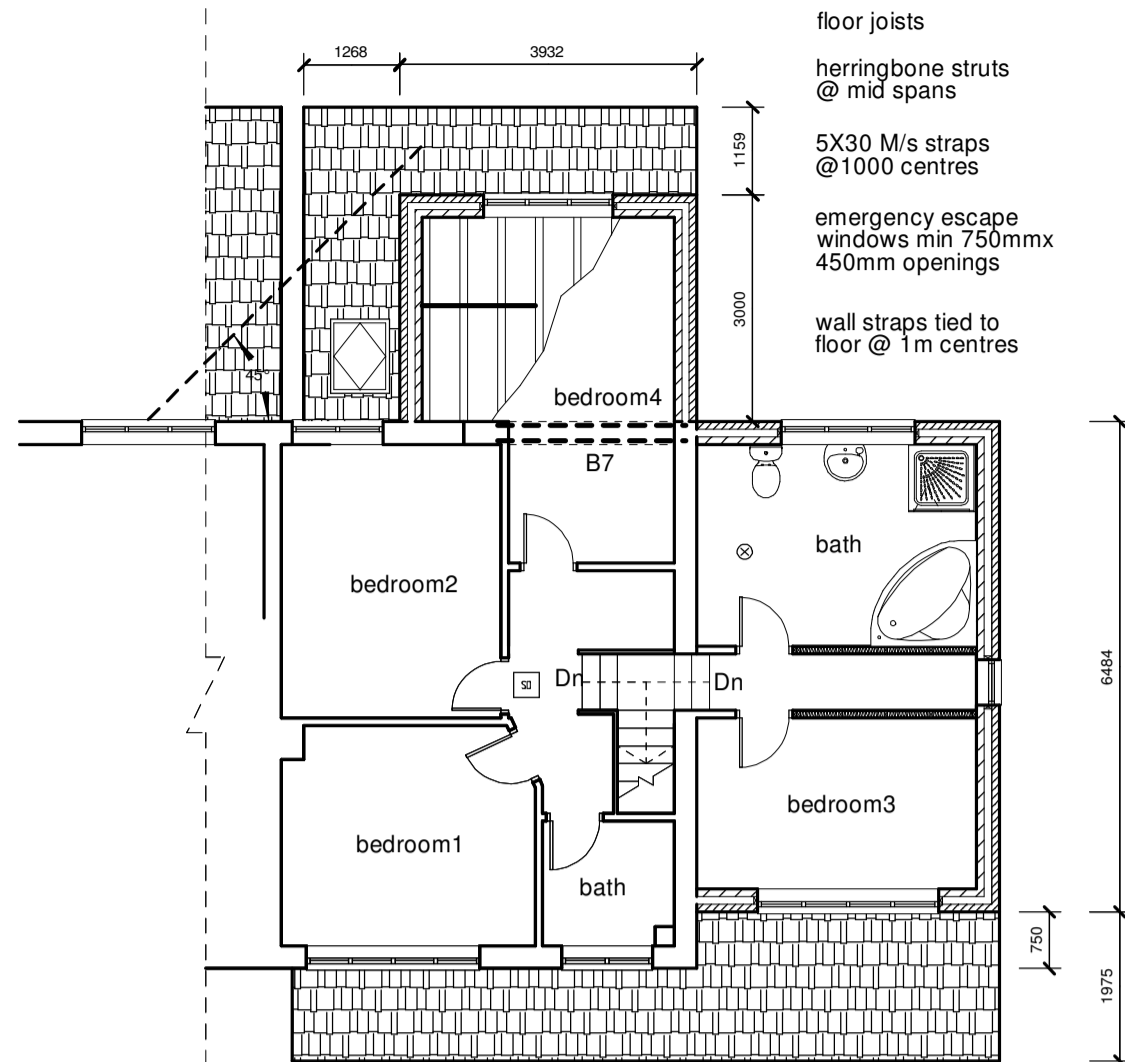 floor joists
herringbone struts
@ mid spans
5X30 M/s straps
@1000 centres
emergency escape
windows min 750mmx
450mm openings
wall straps tied to
floor @ 1m centres
1268
3932
1159
3000
45°
bedroom4
B7
bath
bedroom2
Dn
SD
Dn
6484
bedroom3
bedroom1
bath
750
1975